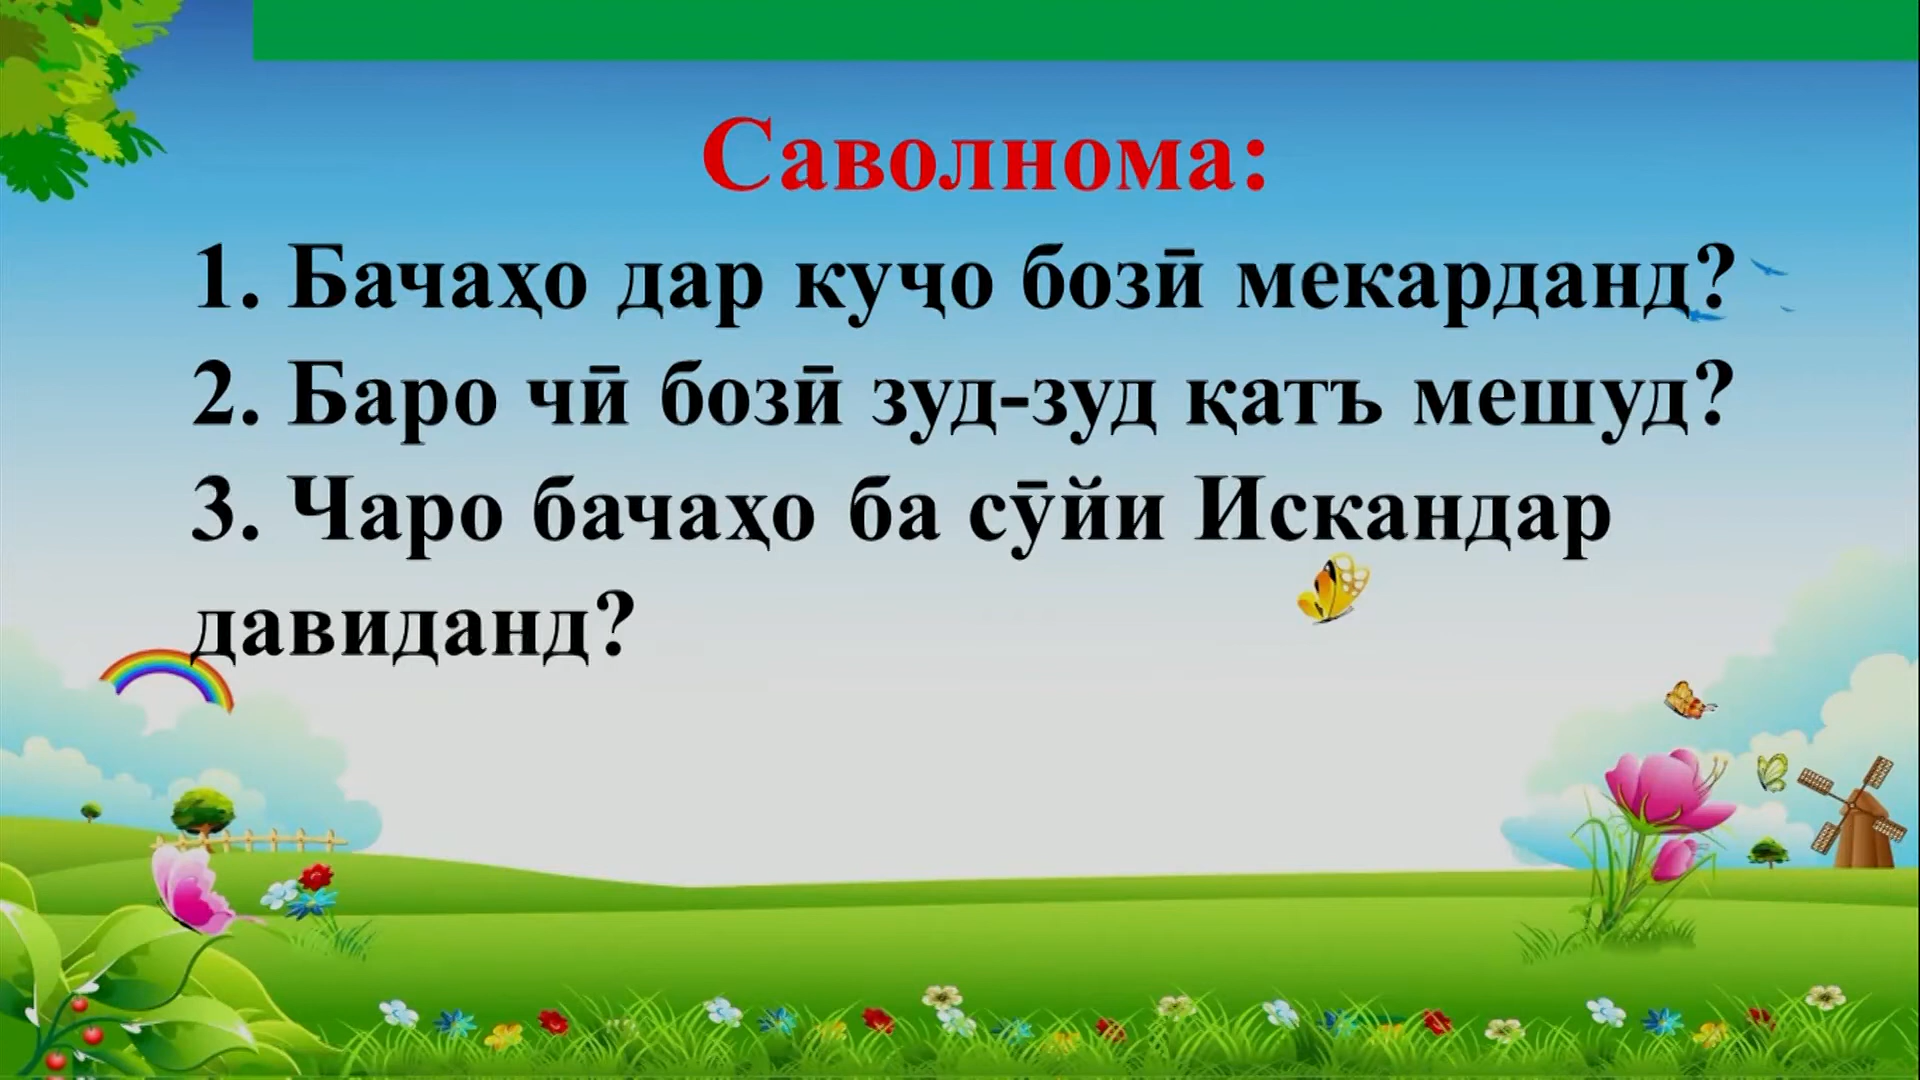 Саволнома:
1. Бачаҳо дар куҷо бозӣ мекарданд?
2. Баро чӣ бозӣ зуд-зуд қатъ мешуд?
3. Чаро бачаҳо ба сӯйи Искандар
давиданд?